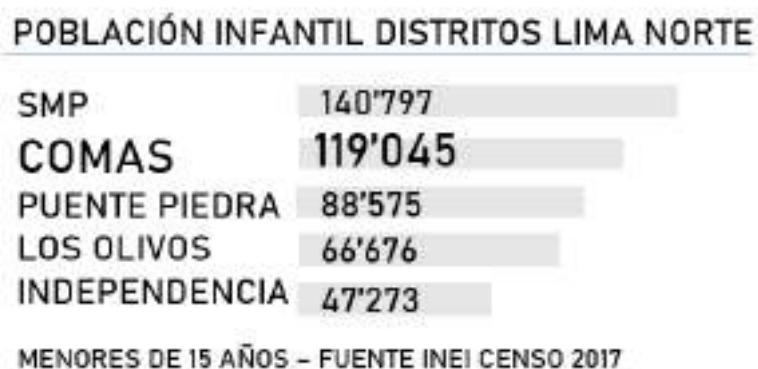 POBLACIÓN INFANTIL DISTRITOS LIMA NORTE
SMP 140'797
COMAS 119'045
PUENTE PIEDRA 88'575
LOS OLIVOS 66'676
INDEPENDENCIA 47'273
MENORES DE 15 AÑOS – FUENTE INEI CENSO 2017